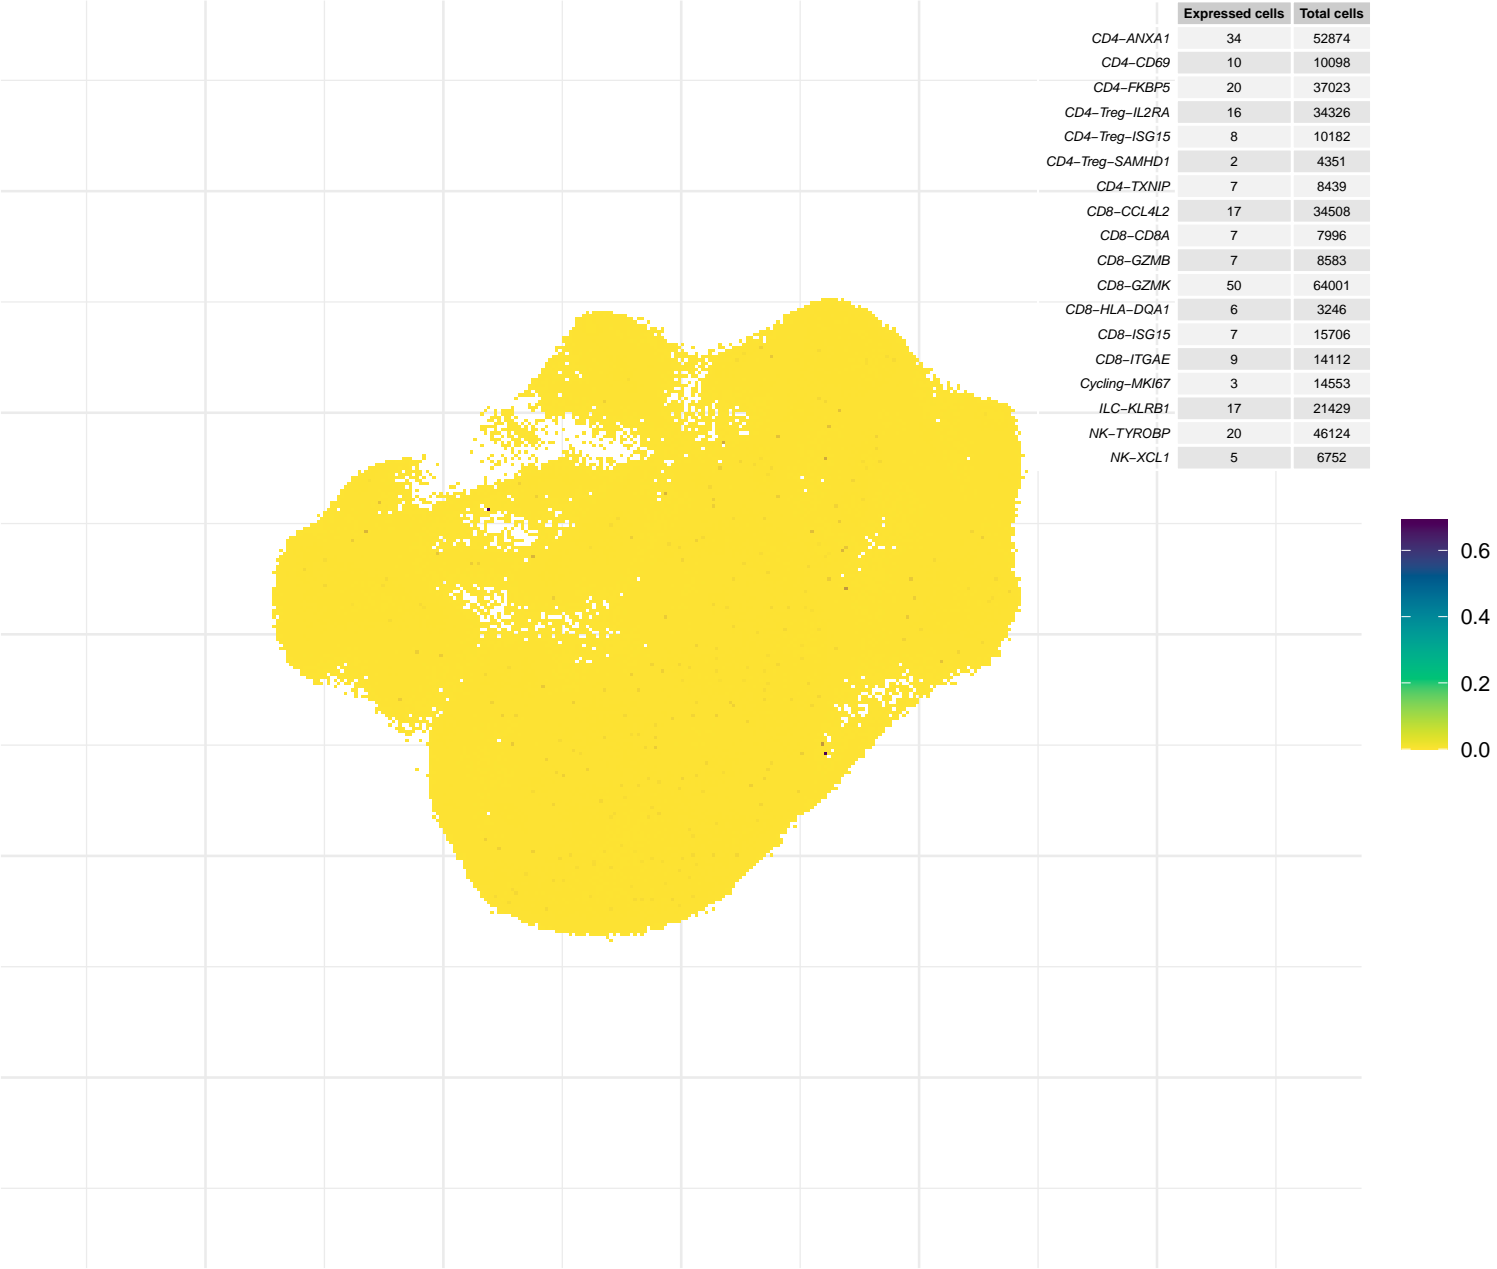 Expressed cells Total cells
CD4−ANXA1 34 52874
CD4−CD69 10 10098
CD4−FKBP5 20 37023
CD4−Treg−IL2RA 16 34326
CD4−Treg−ISG15 8 10182
CD4−Treg−SAMHD1 2 4351
CD4−TXNIP 7 8439
CD8−CCL4L2 17 34508
CD8−CD8A 7 7996
CD8−GZMB 7 8583
CD8−GZMK 50 64001
CD8−HLA−DQA1 6 3246
CD8−ISG15 7 15706
CD8−ITGAE 9 14112
Cycling−MKI67 3 14553
ILC−KLRB1 17 21429
NK−TYROBP 20 46124
NK−XCL1 5 6752
0.6
0.4
0.2
0.0